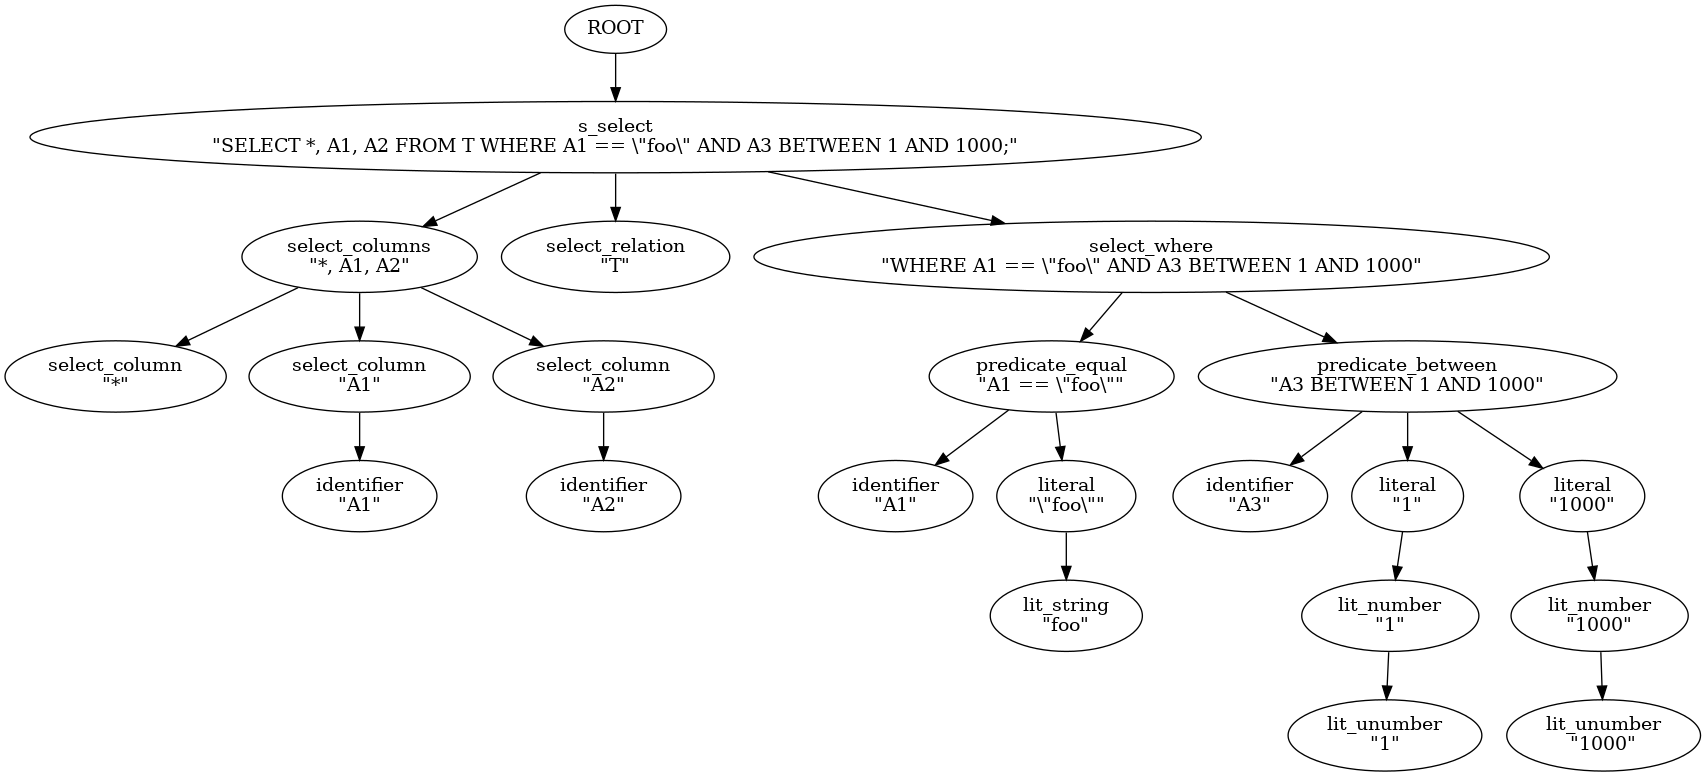 ROOT
s_select
"SELECT *, A1, A2 FROM T WHERE A1 == \"foo\" AND A3 BETWEEN 1 AND 1000;"
select_columns
"*, A1, A2"
select_relation
"T"
select_where
"WHERE A1 == \"foo\" AND A3 BETWEEN 1 AND 1000"
select_column
"*"
select_column
"A1"
select_column
"A2"
predicate_equal
"A1 == \"foo\""
predicate_between
"A3 BETWEEN 1 AND 1000"
identifier
"A1"
identifier
"A2"
identifier
"A1"
literal
"\"foo\""
identifier
"A3"
literal
"1"
literal
"1000"
lit_string
"foo"
lit_number
"1"
lit_number
"1000"
lit_unumber
"1"
lit_unumber
"1000"